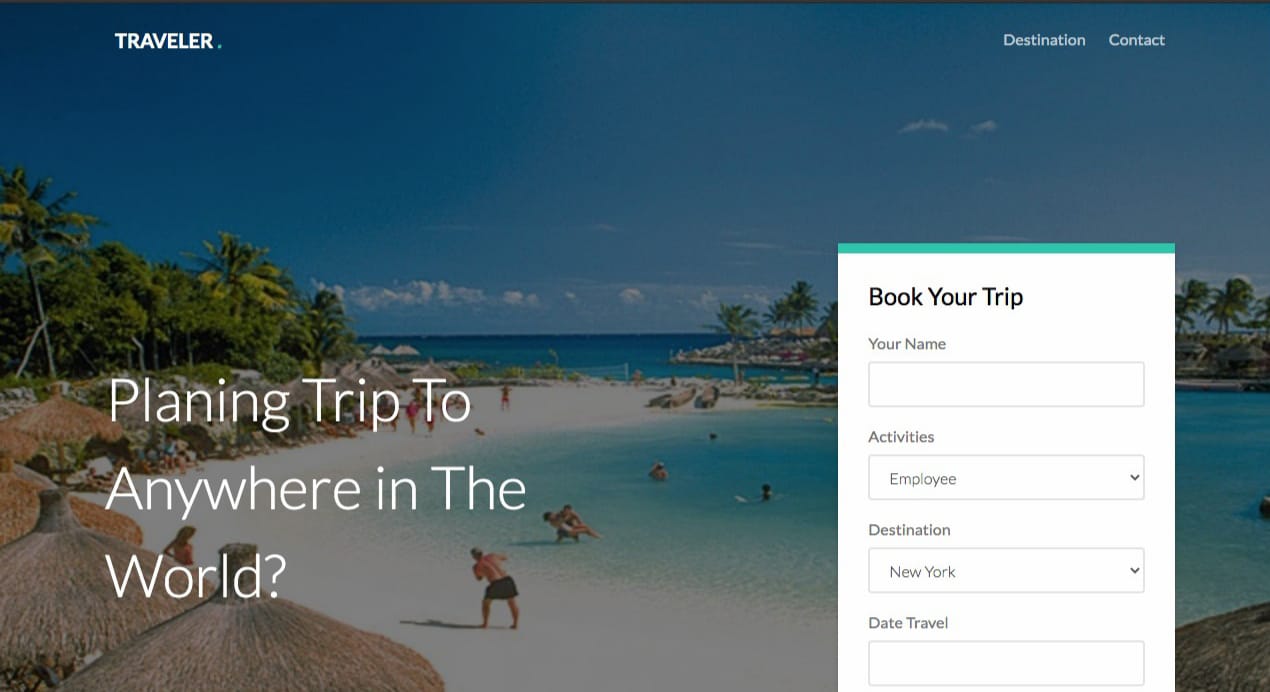 TRAVELER.
Destination Contact
Planing Trip To
Anywhere in The
World?
Book Your Trip
Your Name
Activities
Employee
Destination
New York
Date Travel